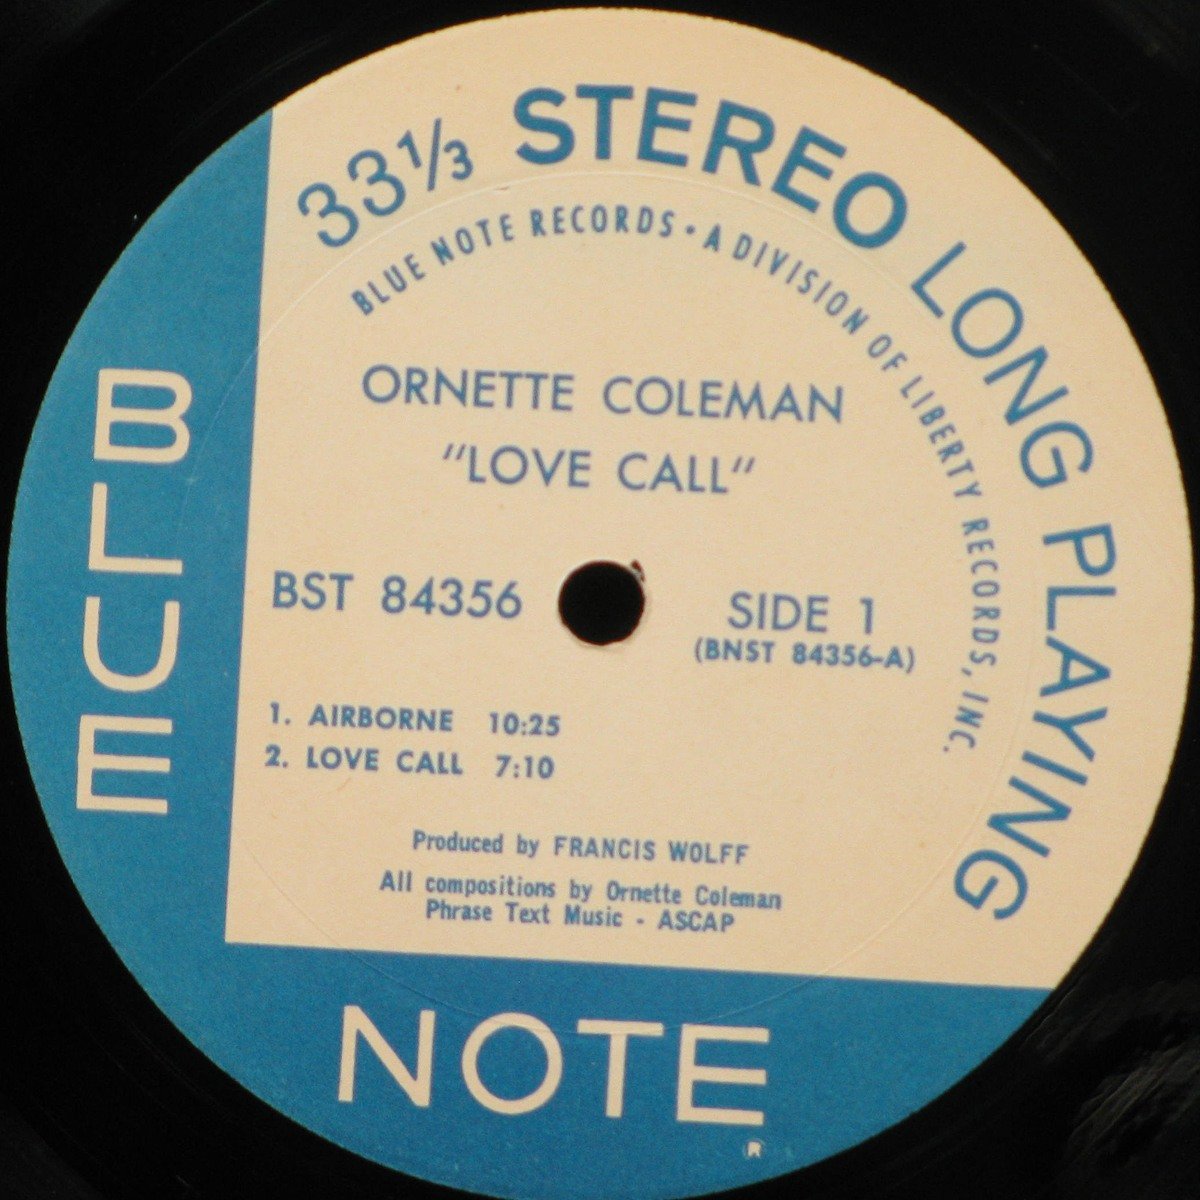 33⅓ STEREO LONG PLAYING
BLUE NOTE RECORDS • A DIVISION OF LIBERTY RECORDS, INC.
ORNETTE COLEMAN
"LOVE CALL"
BST 84356
SIDE 1
(BNST 84356-A)
1. AIRBORNE 10:25
2. LOVE CALL 7:10
Produced by FRANCIS WOLFF
All compositions by Ornette Coleman
Phrase Text Music - ASCAP
BLUE
NOTE
®